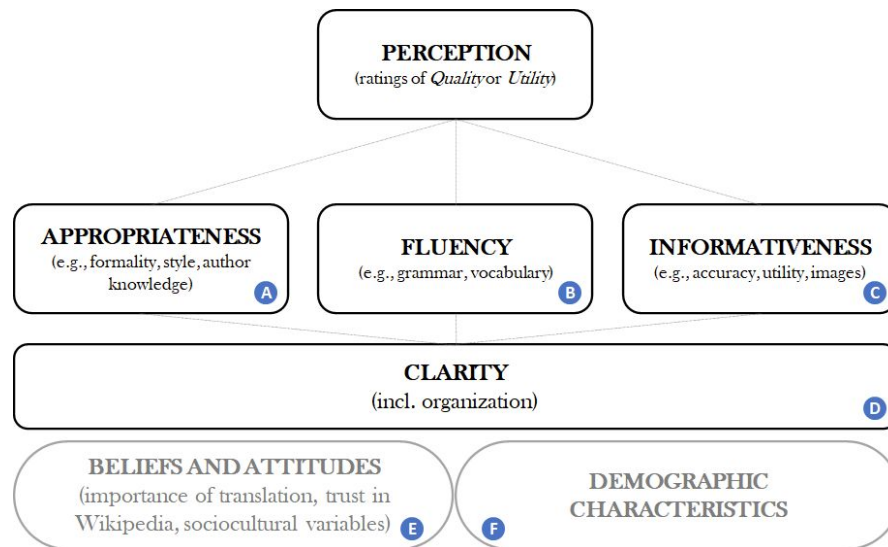 PERCEPTION
(ratings of Quality or Utility)
APPROPRIATENESS
(e.g., formality, style, author
knowledge)
A
FLUENCY
(e.g., grammar, vocabulary)
B
INFORMATIVENESS
(e.g., accuracy, utility, images)
C
CLARITY
(incl. organization)
D
BELIEFS AND ATTITUDES
(importance of translation, trust in
Wikipedia, sociocultural variables)
E
DEMOGRAPHIC
CHARACTERISTICS
F